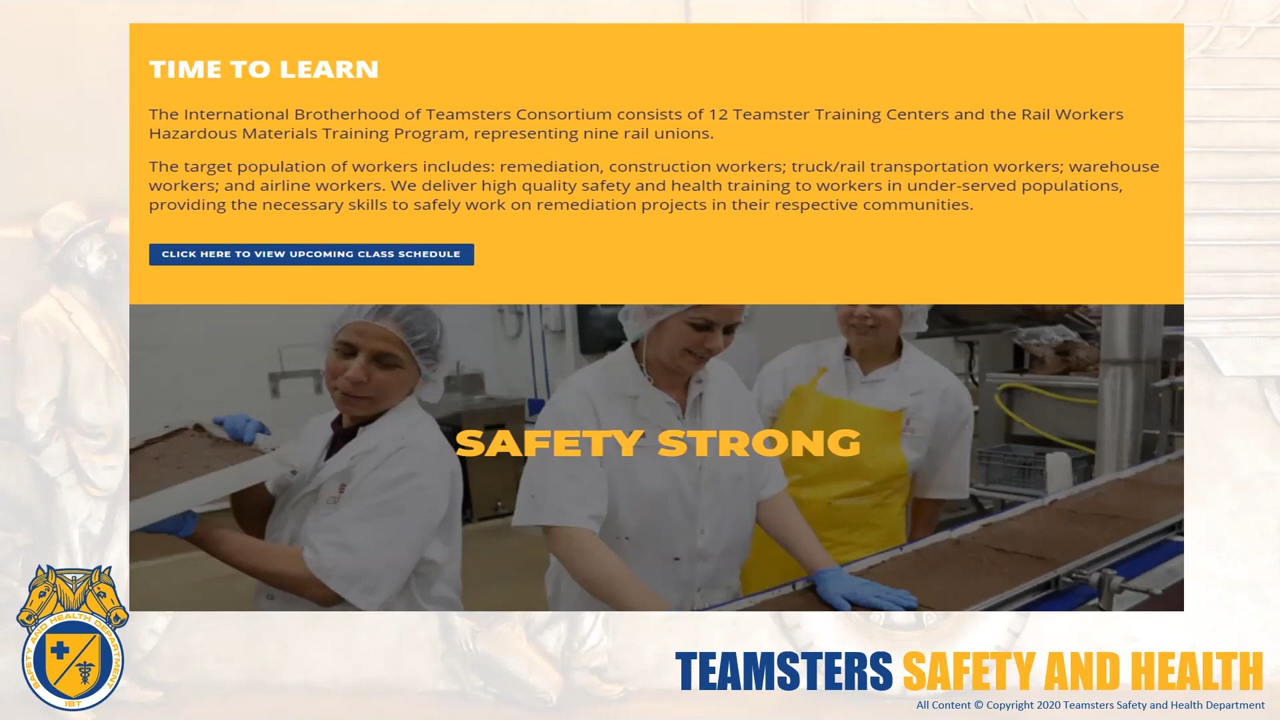 TIME TO LEARN
The International Brotherhood of Teamsters Consortium consists of 12 Teamster Training Centers and the Rail Workers
Hazardous Materials Training Program, representing nine rail unions.
The target population of workers includes: remediation, construction workers; truck/rail transportation workers; warehouse
workers; and airline workers. We deliver high quality safety and health training to workers in under-served populations,
providing the necessary skills to safely work on remediation projects in their respective communities.
CLICK HERE TO VIEW UPCOMING CLASS SCHEDULE
SAFETY STRONG
SAFETY AND HEALTH DEPARTMENT
IBT
TEAMSTERS SAFETY AND HEALTH
All Content © Copyright 2020 Teamsters Safety and Health Department